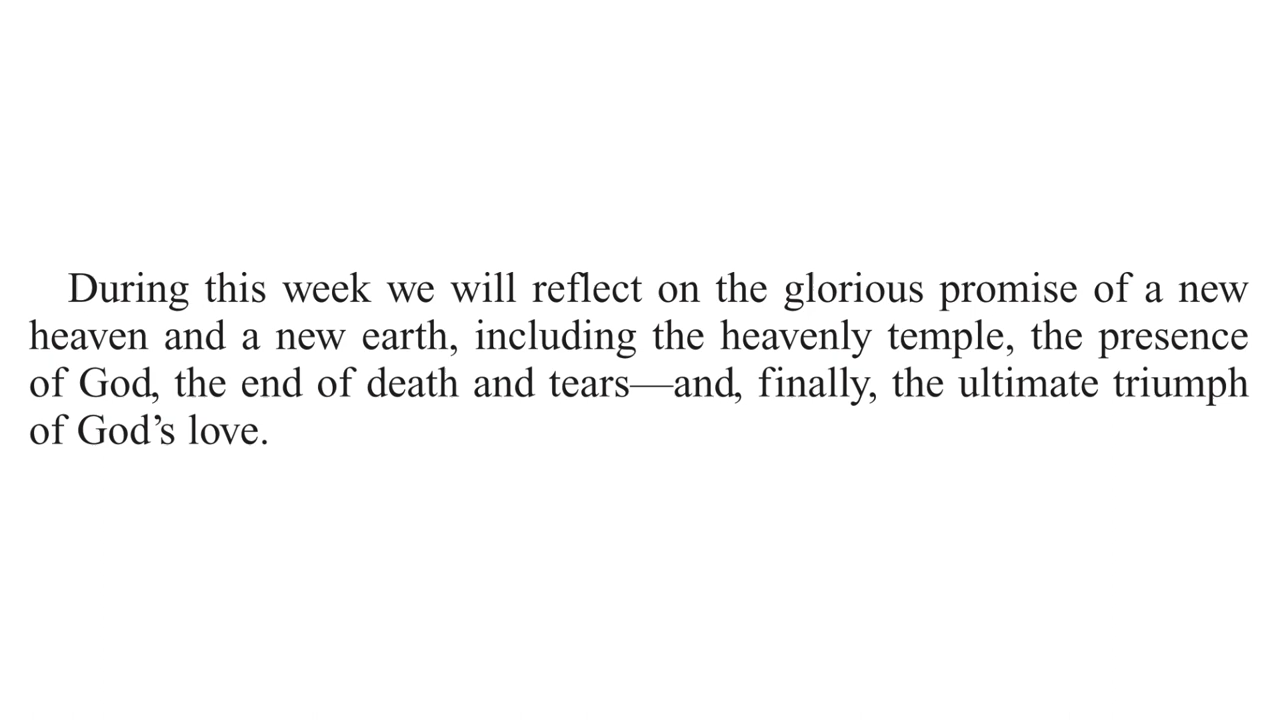 During this week we will reflect on the glorious promise of a new
heaven and a new earth, including the heavenly temple, the presence
of God, the end of death and tears—and, finally, the ultimate triumph
of God’s love.